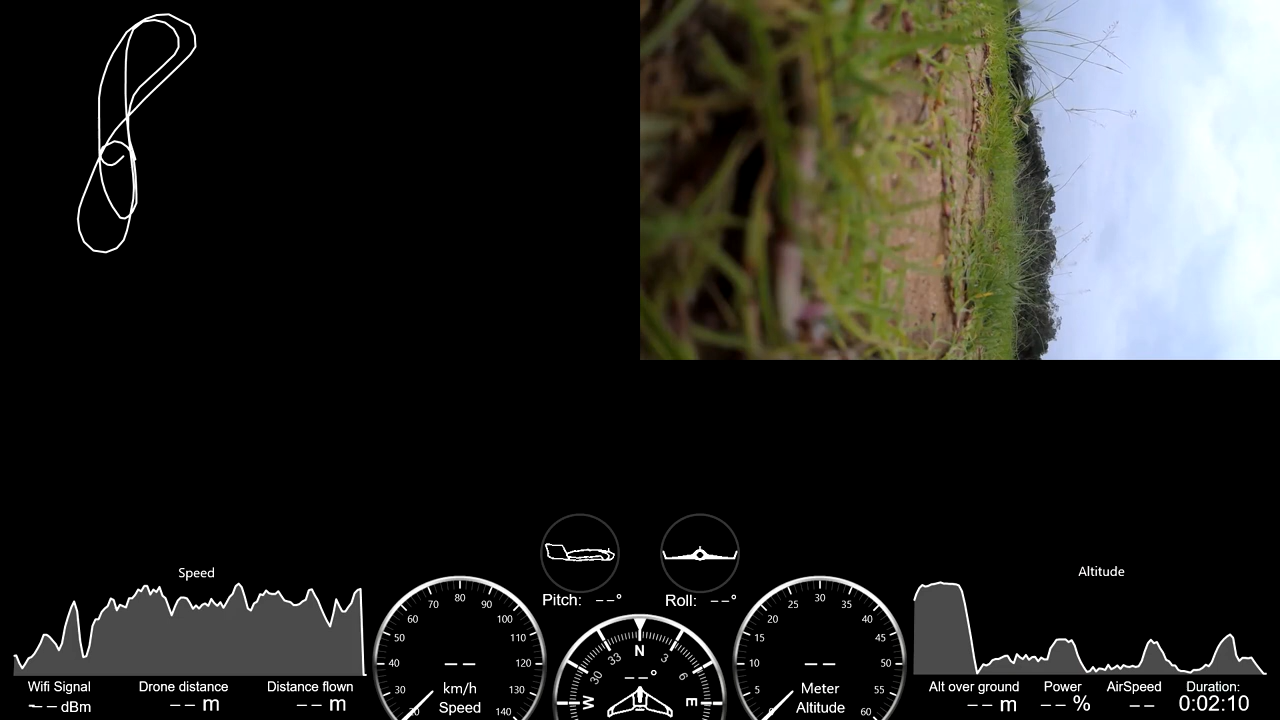 Speed
Altitude
Pitch: --°
Roll: --°
30
40
50
60
70
80
90
100
110
120
130
140
--
km/h
Speed
W
30
33
N
3
6
E
---°
0
5
10
15
20
25
30
35
40
45
50
55
60
--
Meter
Altitude
Wifi Signal
Drone distance
Distance flown
-- dBm
-- m
-- m
Alt over ground
Power
AirSpeed
Duration:
-- m
-- %
--
0:02:10